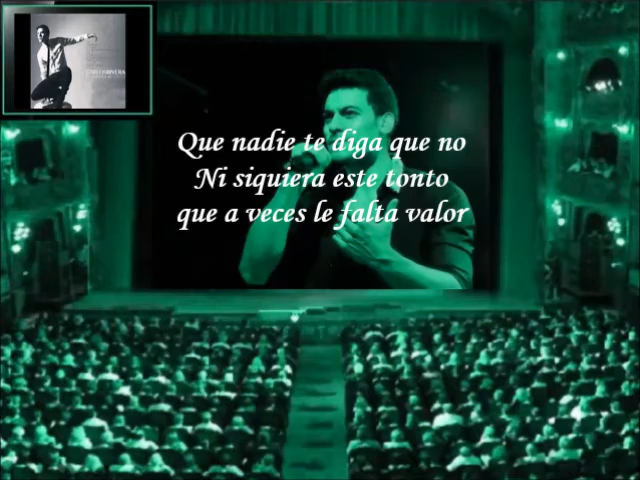 Que nadie te diga que no
Ni siquiera este tonto
que a veces le falta valor